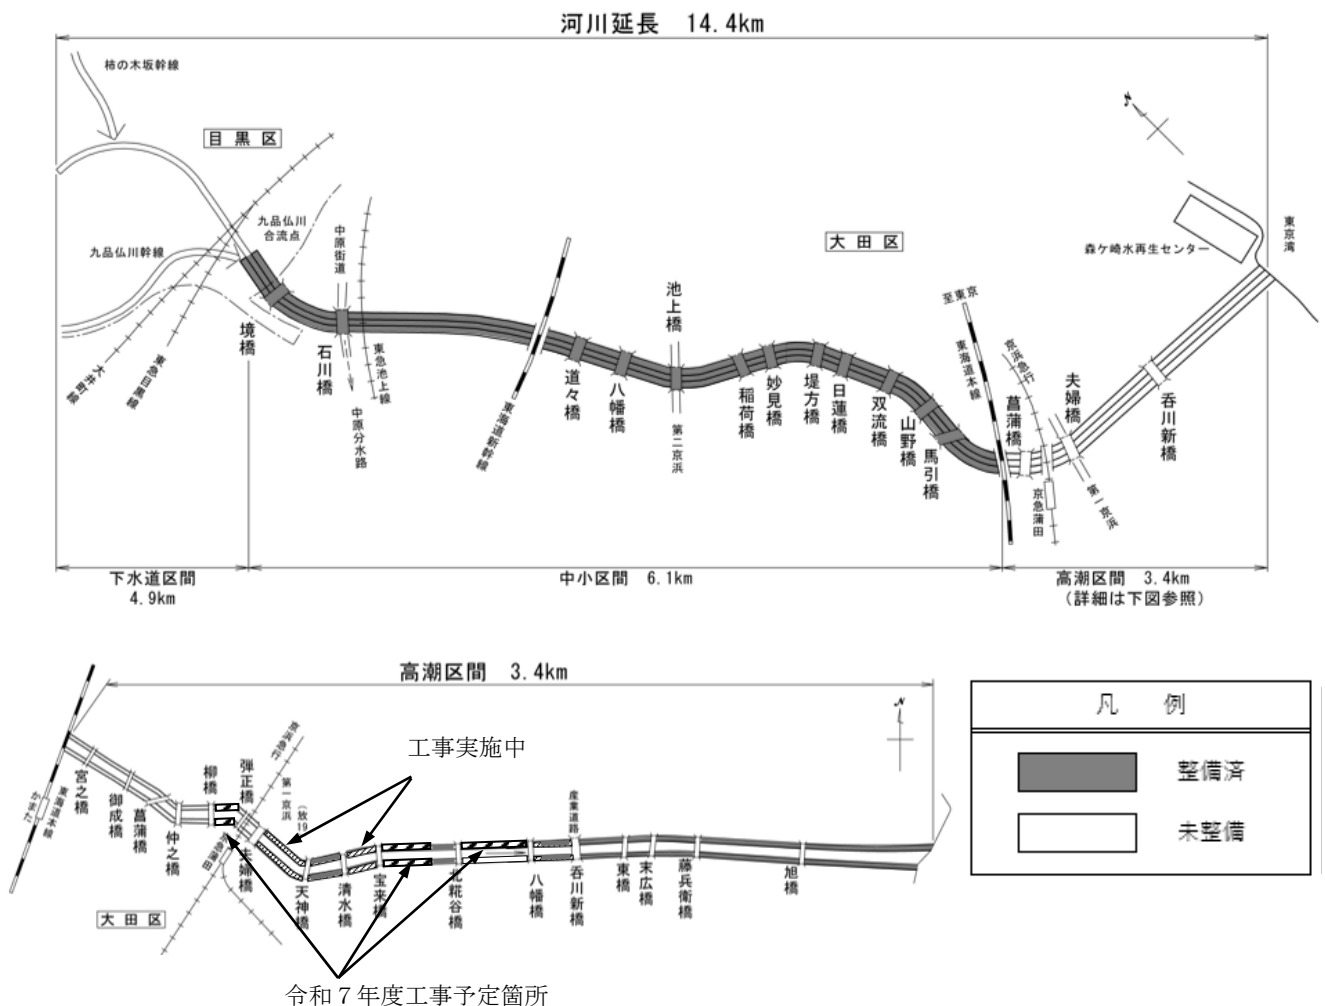 河川延長　14.4km
柿の木坂幹線
目黒区
九品仏川
合流点
九品仏川幹線
中原街道
大田区
森ケ崎水再生センター
東京湾
至東京
池上橋
境橋
石川橋
東急池上線
中原分水路
東急目黒線
大井町線
東海道新幹線
道々橋
八幡橋
第二京浜
稲荷橋
妙見橋
堤方橋
日蓮橋
双流橋
山野橋
馬引橋
東海道本線
京浜急行
菖蒲橋
夫婦橋
京急蒲田
第一京浜
呑川新橋
下水道区間
4.9km
中小区間　6.1km
高潮区間　3.4km
（詳細は下図参照）
高潮区間　3.4km
工事実施中
かまた
東海道本線
宮之橋
御成橋
菖蒲橋
仲之橋
柳橋
弾正橋
京浜急行
第一京浜
京急蒲田
夫婦橋
天神橋
清水橋
宝来橋
北糀谷橋
八幡橋
産業道路
呑川新橋
東橋
末広橋
藤兵衛橋
旭橋
大田区
令和７年度工事予定箇所
凡　例
整備済
未整備